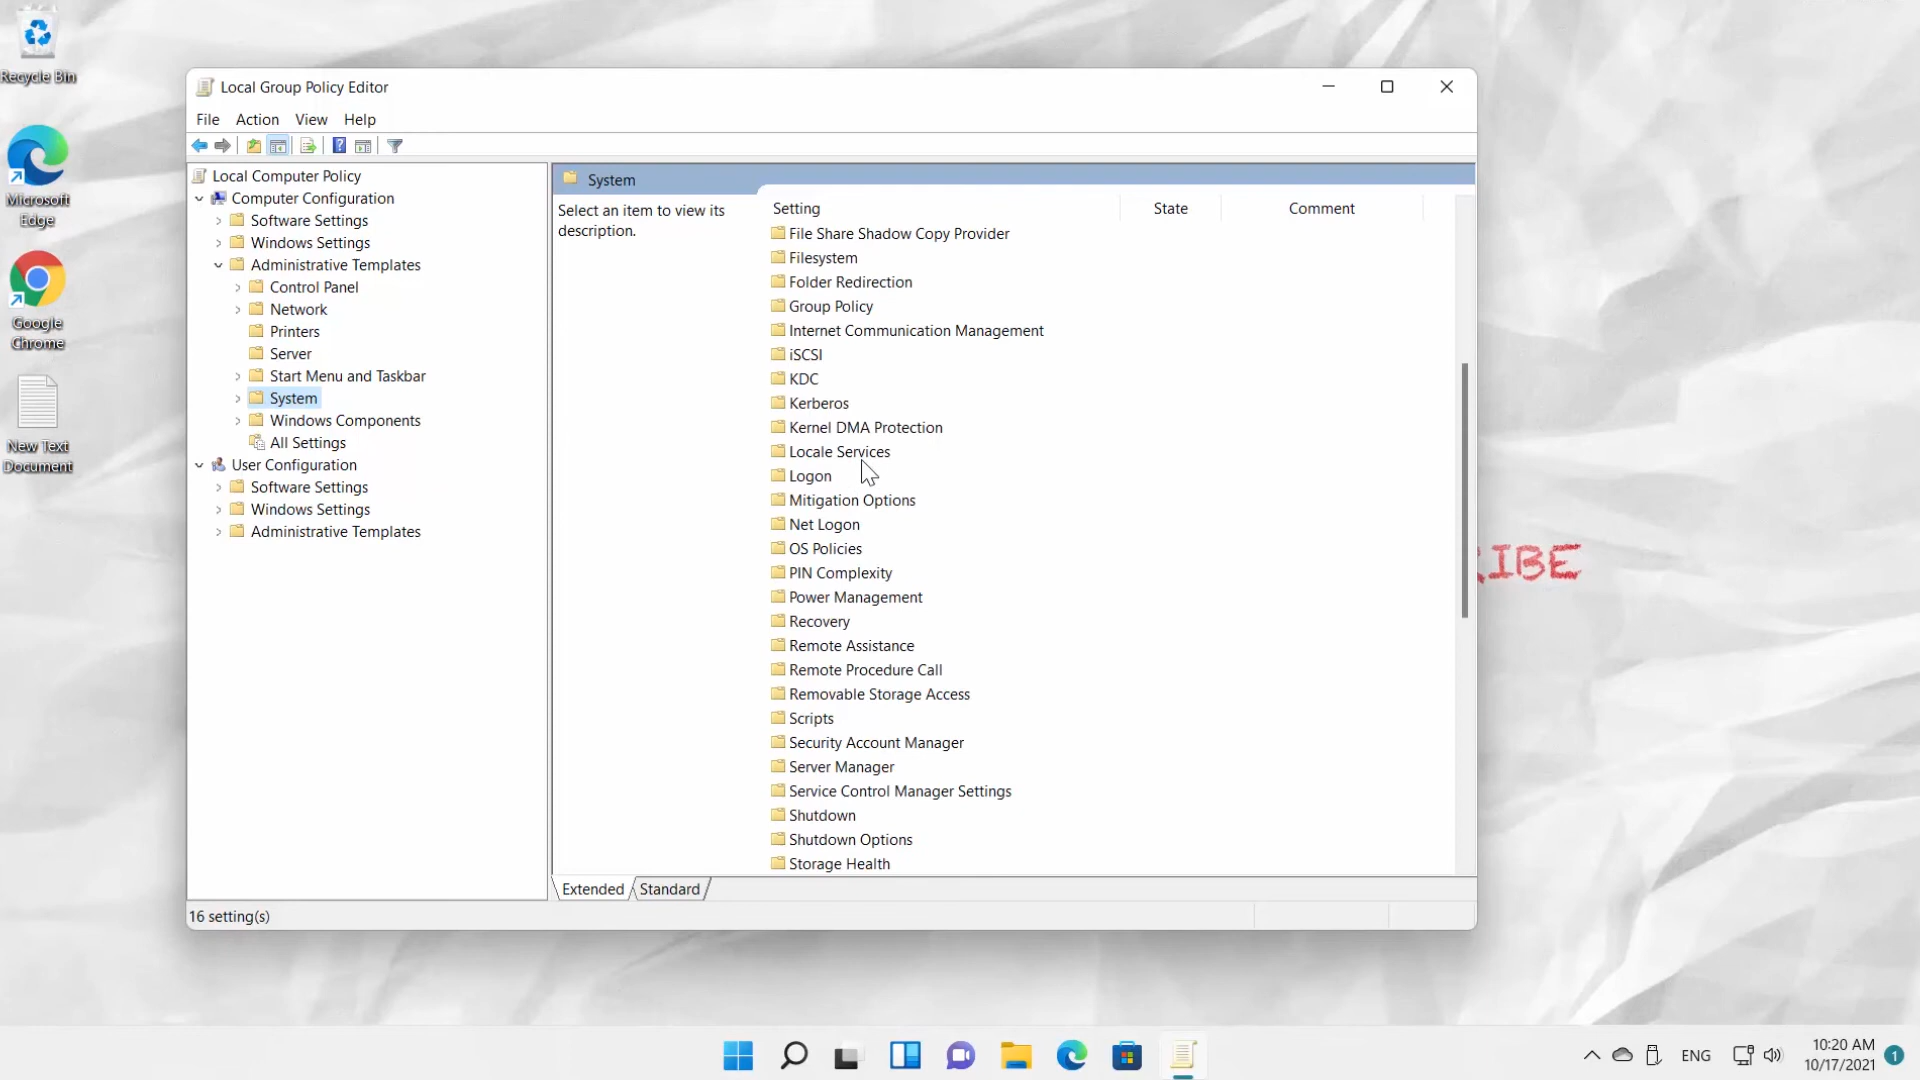 Recycle Bin
Microsoft
Edge
Google
Chrome
New Text
Document
Local Group Policy Editor
File Action View Help
Local Computer Policy
Computer Configuration
Software Settings
Windows Settings
Administrative Templates
Control Panel
Network
Printers
Server
Start Menu and Taskbar
System
Windows Components
All Settings
User Configuration
Software Settings
Windows Settings
Administrative Templates
System
Select an item to view its
description.
Setting State Comment
File Share Shadow Copy Provider
Filesystem
Folder Redirection
Group Policy
Internet Communication Management
iSCSI
KDC
Kerberos
Kernel DMA Protection
Locale Services
Logon
Mitigation Options
Net Logon
OS Policies
PIN Complexity
Power Management
Recovery
Remote Assistance
Remote Procedure Call
Removable Storage Access
Scripts
Security Account Manager
Server Manager
Service Control Manager Settings
Shutdown
Shutdown Options
Storage Health
Extended Standard
16 setting(s)
RIBE
ENG
10:20 AM
10/17/2021
1